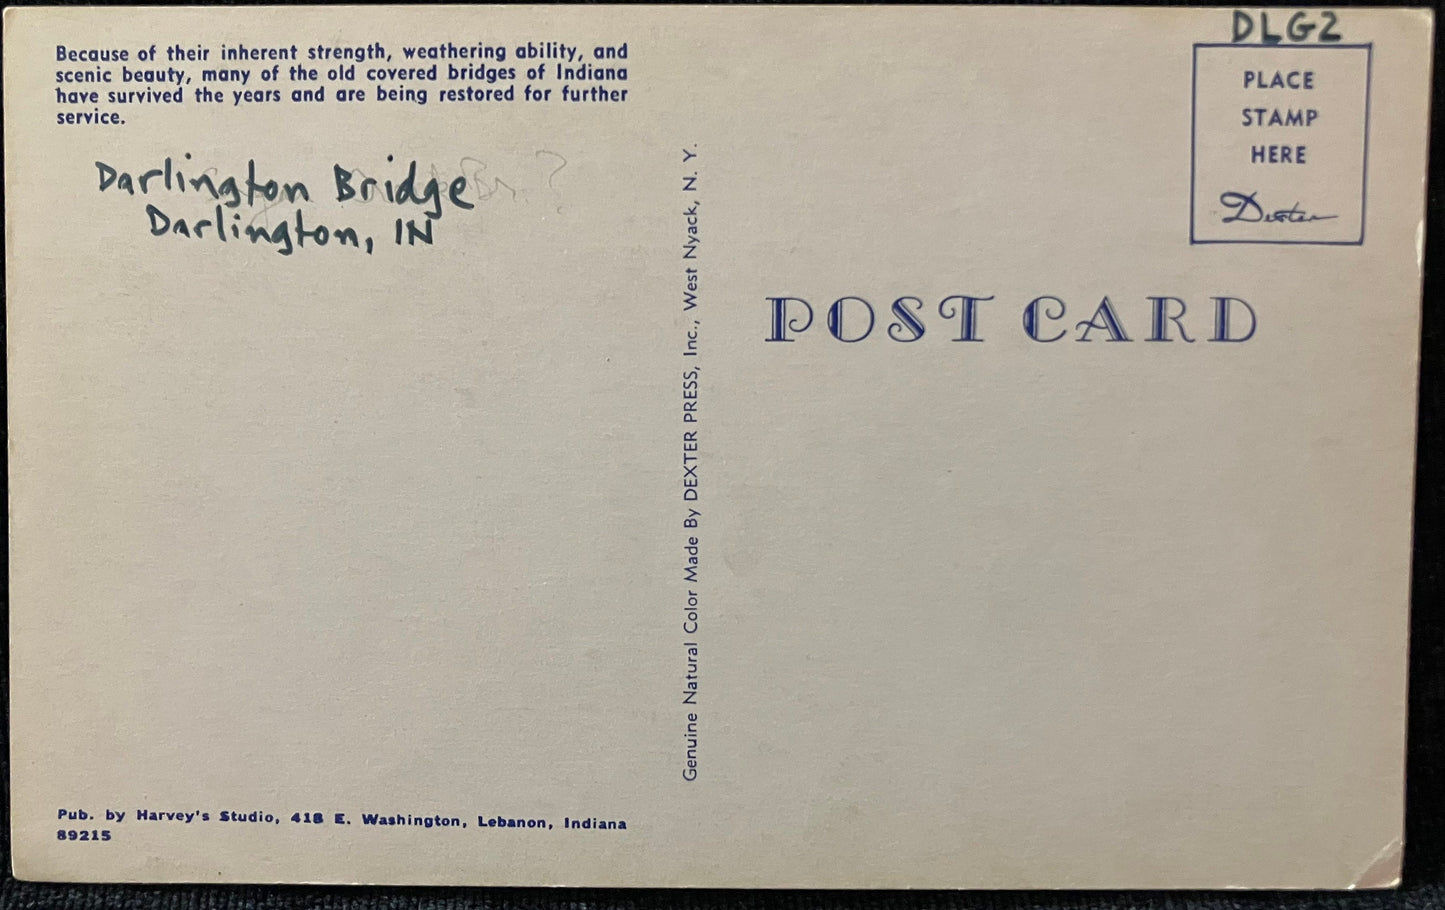 Because of their inherent strength, weathering ability, and
scenic beauty, many of the old covered bridges of Indiana
have survived the years and are being restored for further
service.
Darlington Bridge
Darlington, IN
Pub. by Harvey's Studio, 418 E. Washington, Lebanon, Indiana
89215
Genuine Natural Color Made By DEXTER PRESS, Inc., West Nyack, N. Y.
DLG2
PLACE
STAMP
HERE
Dexter
POST CARD